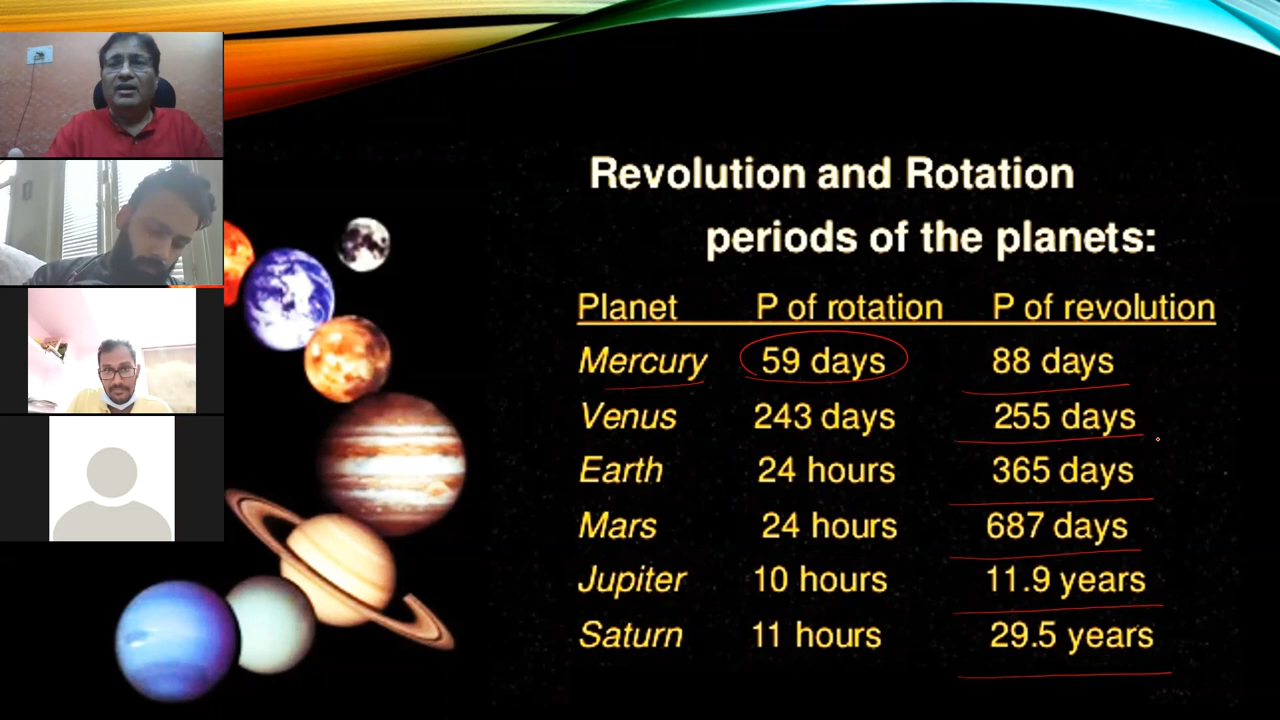 Revolution and Rotation
periods of the planets:
Planet P of rotation P of revolution
Mercury 59 days 88 days
Venus 243 days 255 days
Earth 24 hours 365 days
Mars 24 hours 687 days
Jupiter 10 hours 11.9 years
Saturn 11 hours 29.5 years